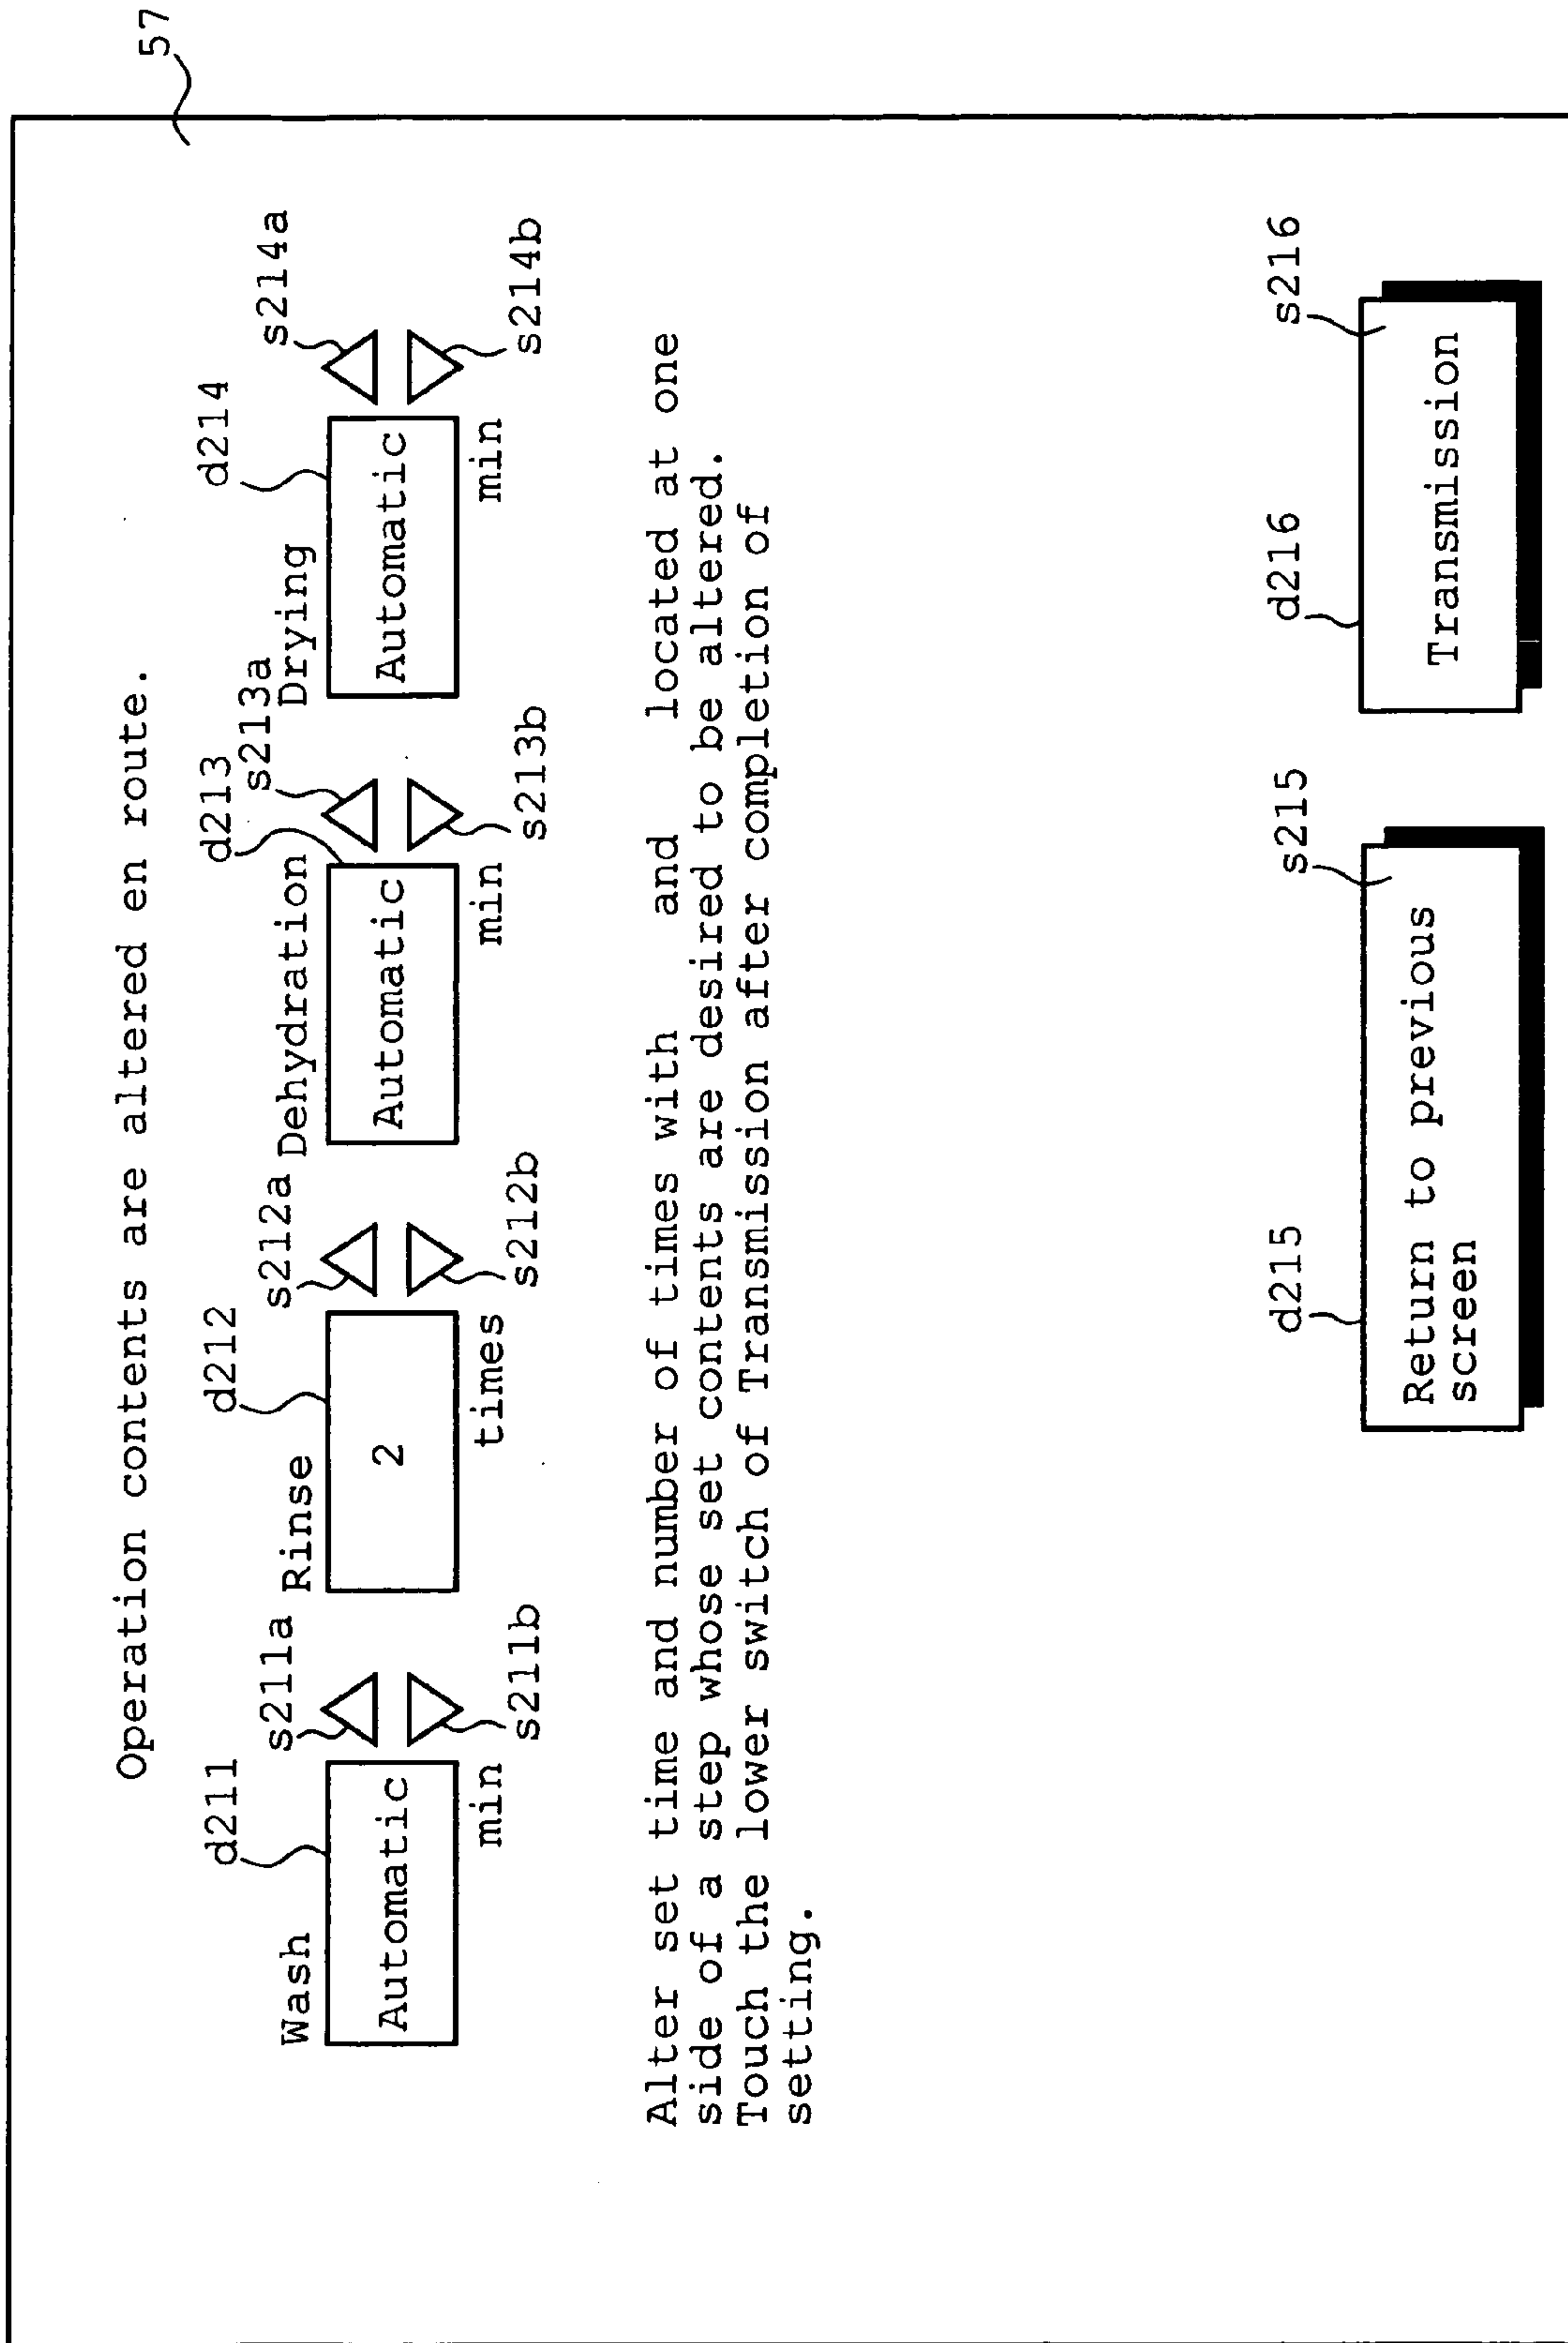 57
Operation contents are altered en route.
d211 d212 d213 d214
s211a s212a s213a s214a
Wash Rinse Dehydration Drying
Automatic 2 Automatic Automatic
min times min min
s211b s212b s213b s214b
Alter set time and number of times with and located at one
side of a step whose set contents are desired to be altered.
Touch the lower switch of Transmission after completion of
setting.
d215 s215 d216 s216
Return to previous
screen
Transmission